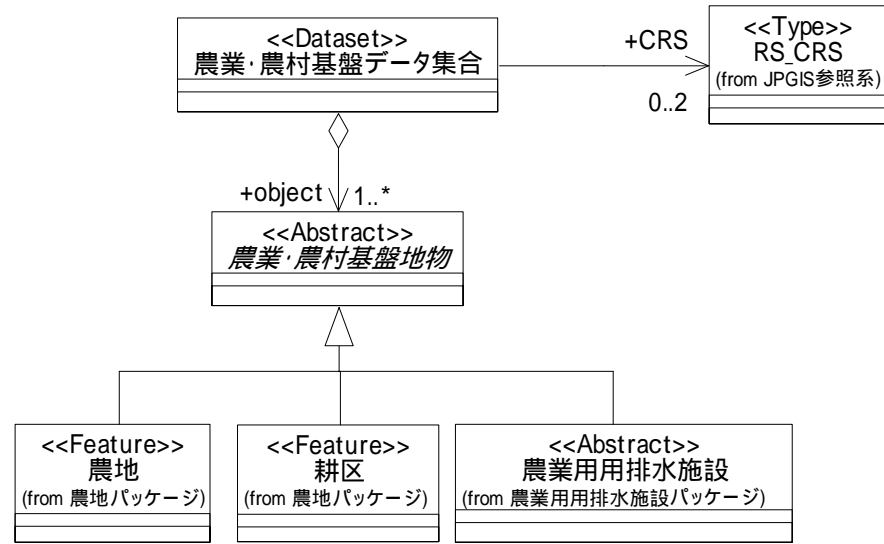 <<Dataset>>
農業･農村基盤データ集合
+CRS
0..2
<<Type>>
RS_CRS
(from JPGIS参照系)
+object
1..*
<<Abstract>>
農業･農村基盤地物
<<Feature>>
農地
(from 農地パッケージ)
<<Feature>>
耕区
(from 農地パッケージ)
<<Abstract>>
農業用用排水施設
(from 農業用用排水施設パッケージ)